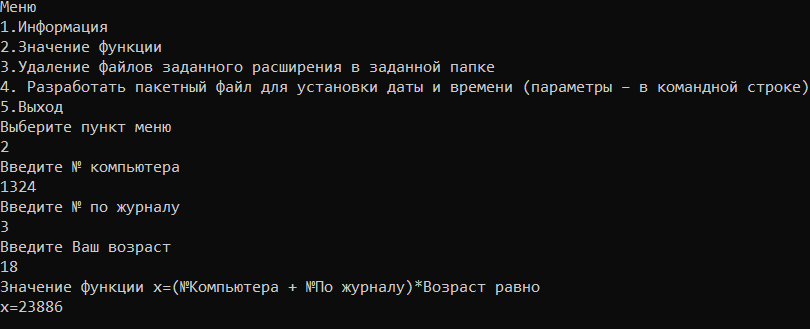 Меню
1.Информация
2.Значение функции
3.Удаление файлов заданного расширения в заданной папке
4. Разработать пакетный файл для установки даты и времени (параметры – в командной строке)
5.Выход
Выберите пункт меню
2
Введите № компьютера
1324
Введите № по журналу
3
Введите Ваш возраст
18
Значение функции x=(№Компьютера + №По журналу)*Возраст равно
x=23886